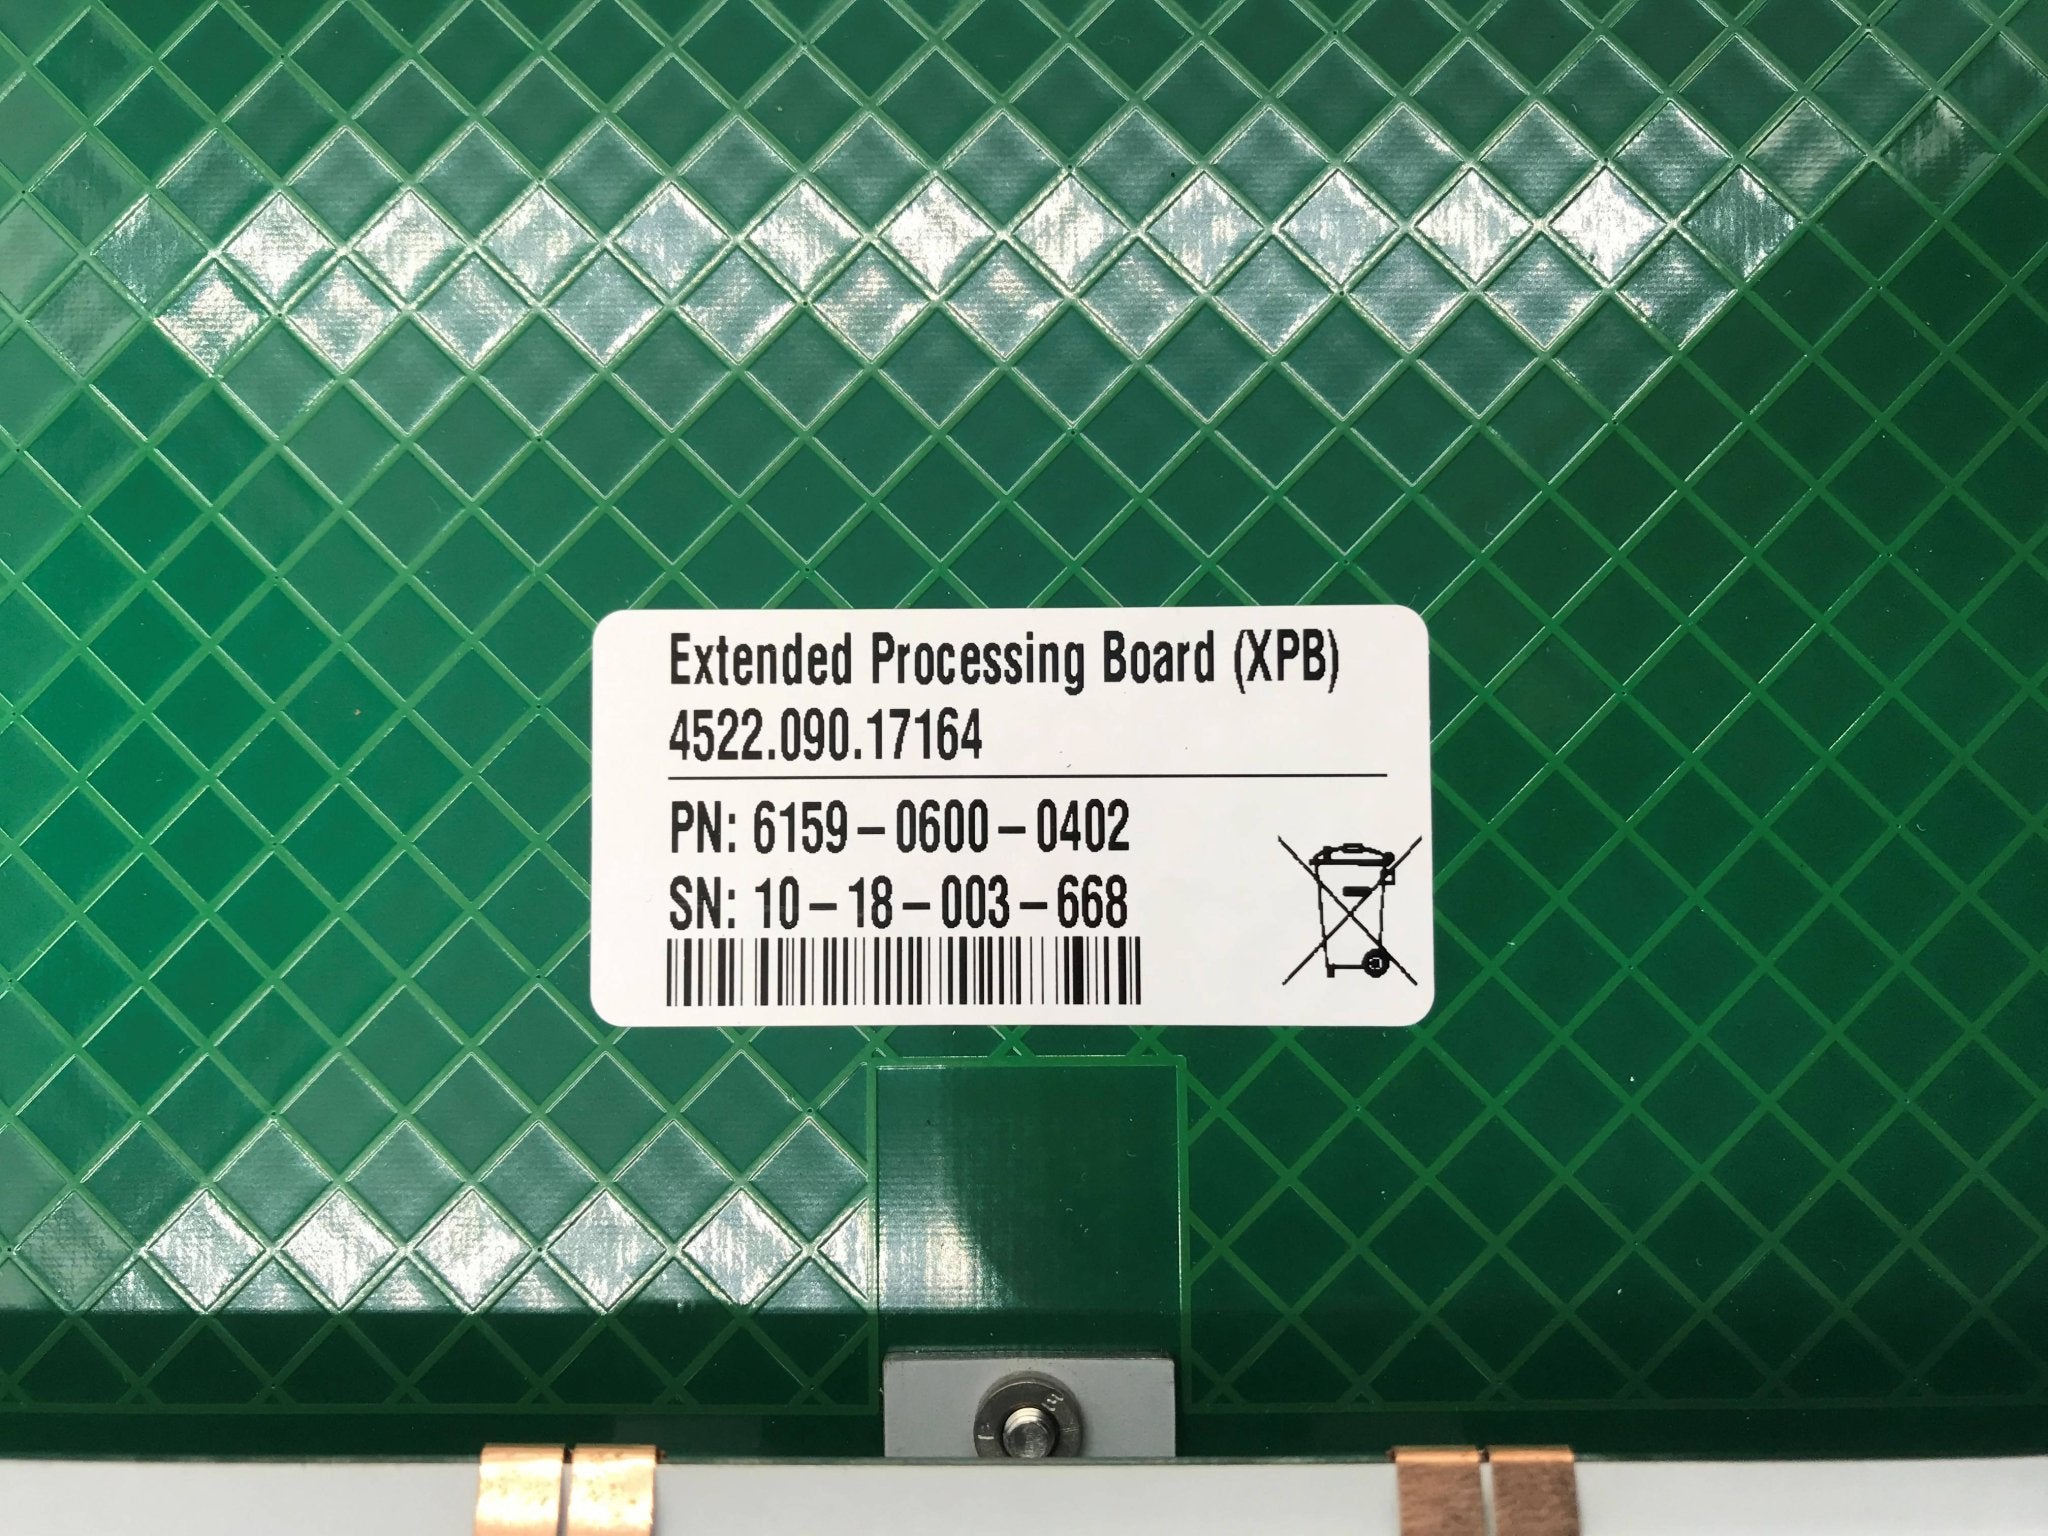 Extended Processing Board (XPB)
4522.090.17164
PN: 6159-0600-0402
SN: 10-18-003-668